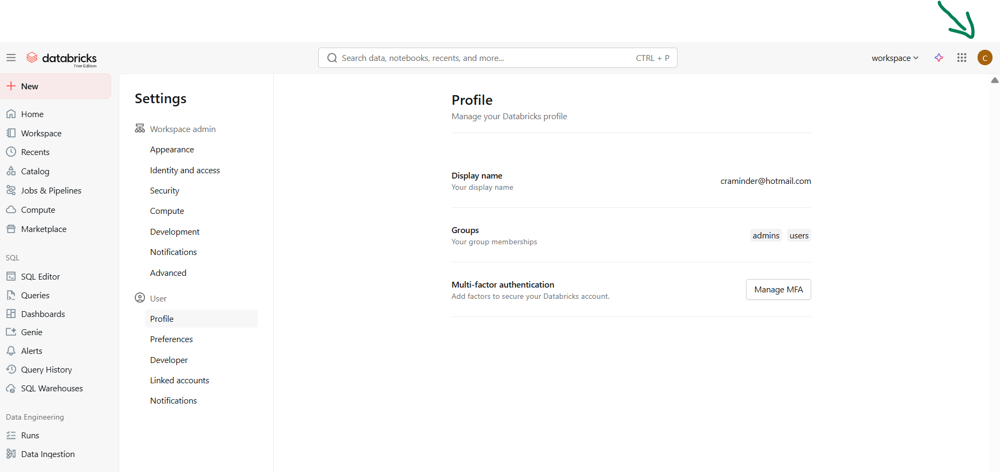 databricks
Free Edition
Search data, notebooks, recents, and more...
CTRL + P
workspace
C
New
Home
Workspace
Recents
Catalog
Jobs & Pipelines
Compute
Marketplace
SQL
SQL Editor
Queries
Dashboards
Genie
Alerts
Query History
SQL Warehouses
Data Engineering
Runs
Data Ingestion
Settings
Workspace admin
Appearance
Identity and access
Security
Compute
Development
Notifications
Advanced
User
Profile
Preferences
Developer
Linked accounts
Notifications
Profile
Manage your Databricks profile
Display name
Your display name
craminder@hotmail.com
Groups
Your group memberships
admins users
Multi-factor authentication
Add factors to secure your Databricks account.
Manage MFA